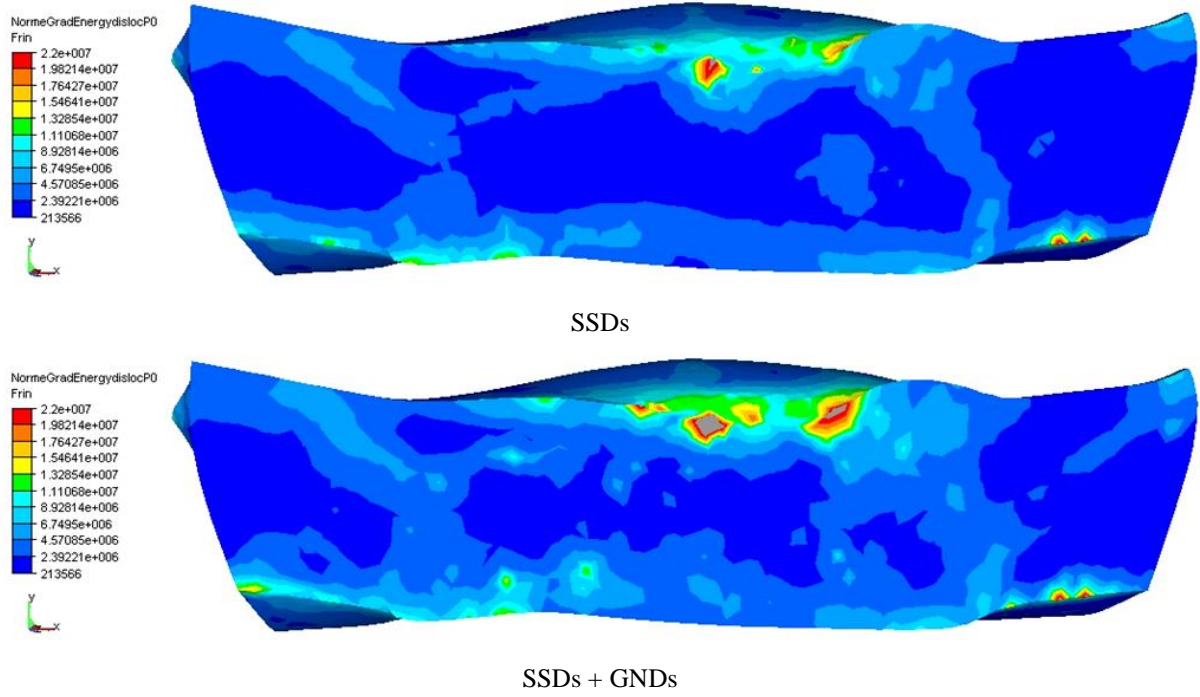 NormeGradEnergydislocP0
Frin
2.2e+007
1.98214e+007
1.76427e+007
1.54641e+007
1.32854e+007
1.11068e+007
8.92814e+006
6.7495e+006
4.57085e+006
2.39221e+006
213566
y
x
SSDs
NormeGradEnergydislocP0
Frin
2.2e+007
1.98214e+007
1.76427e+007
1.54641e+007
1.32854e+007
1.11068e+007
8.92814e+006
6.7495e+006
4.57085e+006
2.39221e+006
213566
y
x
SSDs + GNDs